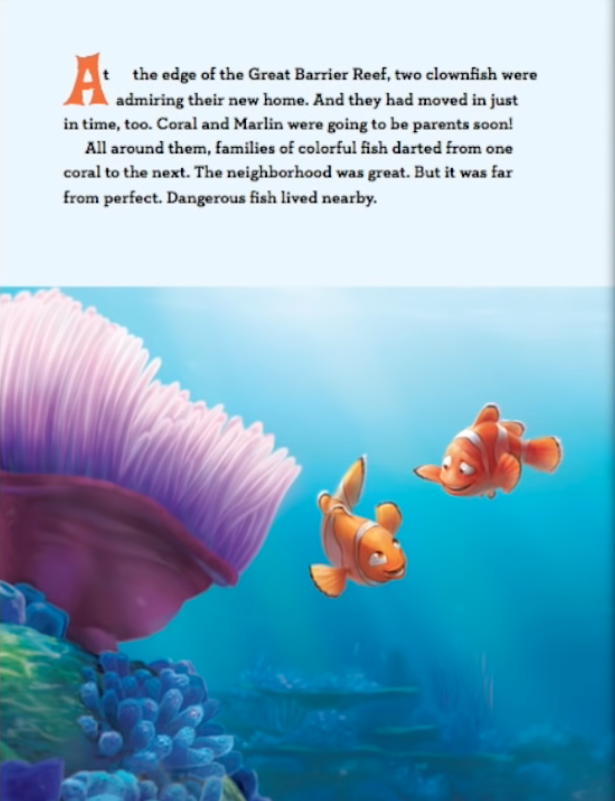 At the edge of the Great Barrier Reef, two clownfish were
admiring their new home. And they had moved in just
in time, too. Coral and Marlin were going to be parents soon!
All around them, families of colorful fish darted from one
coral to the next. The neighborhood was great. But it was far
from perfect. Dangerous fish lived nearby.